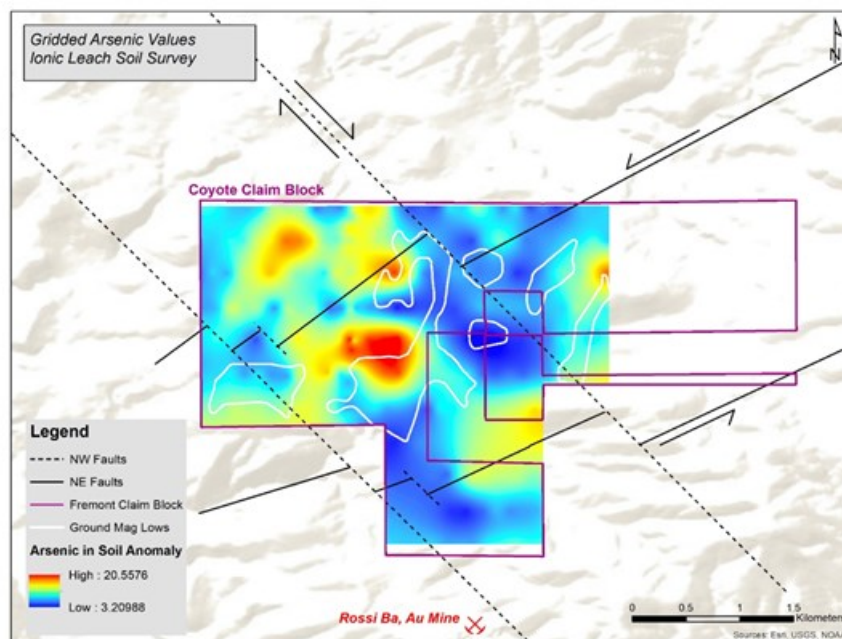 Gridded Arsenic Values
Ionic Leach Soil Survey
Coyote Claim Block
Legend
NW Faults
NE Faults
Fremont Claim Block
Ground Mag Lows
Arsenic in Soil Anomaly
High : 20.5576
Low : 3.20988
Rossi Ba, Au Mine
0 0.5 1 1.5
Kilometers
Sources: Esri, USGS, NOAA